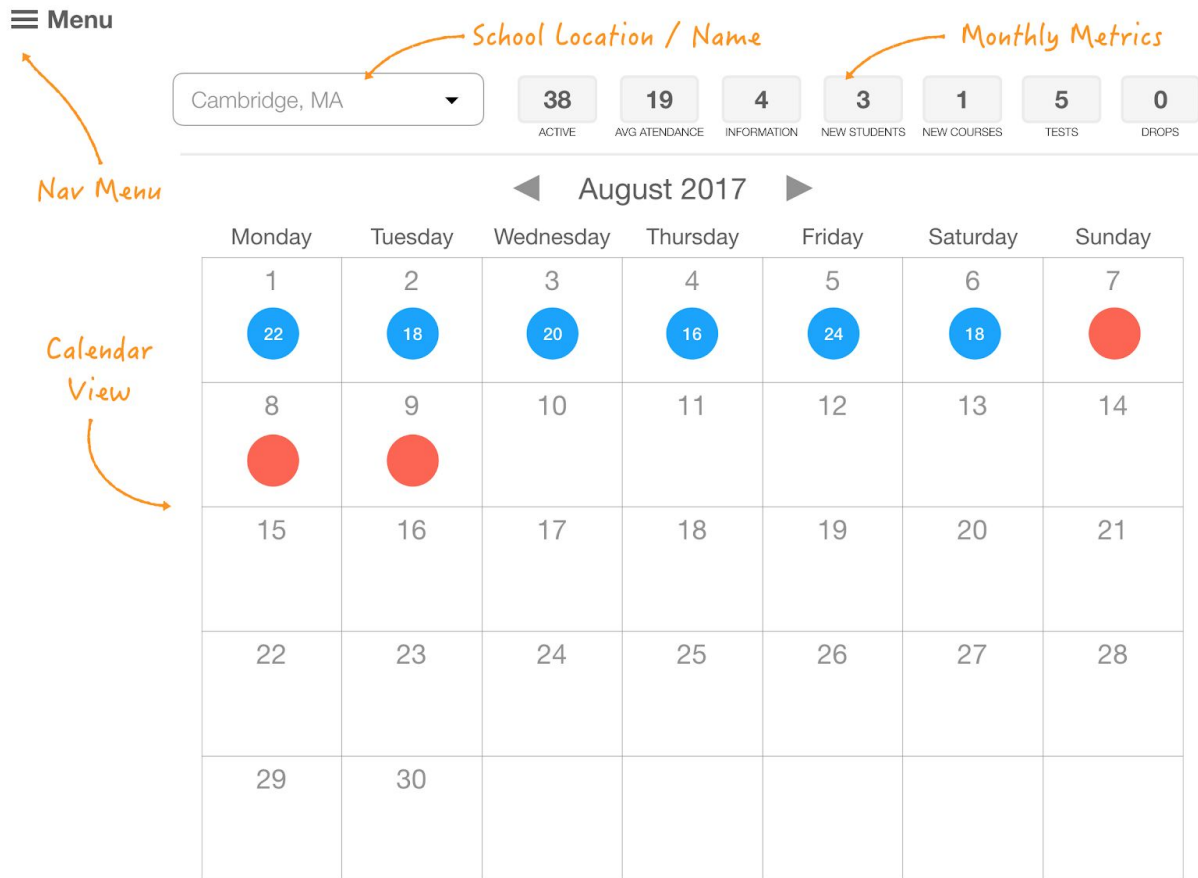 Menu
School Location / Name
Monthly Metrics
Cambridge, MA
38 19 4 3 1 5 0
ACTIVE AVG ATENDANCE INFORMATION NEW STUDENTS NEW COURSES TESTS DROPS
Nav Menu
August 2017
Monday Tuesday Wednesday Thursday Friday Saturday Sunday
1 2 3 4 5 6 7
22 18 20 16 24 18
Calendar
View
8 9 10 11 12 13 14
15 16 17 18 19 20 21
22 23 24 25 26 27 28
29 30